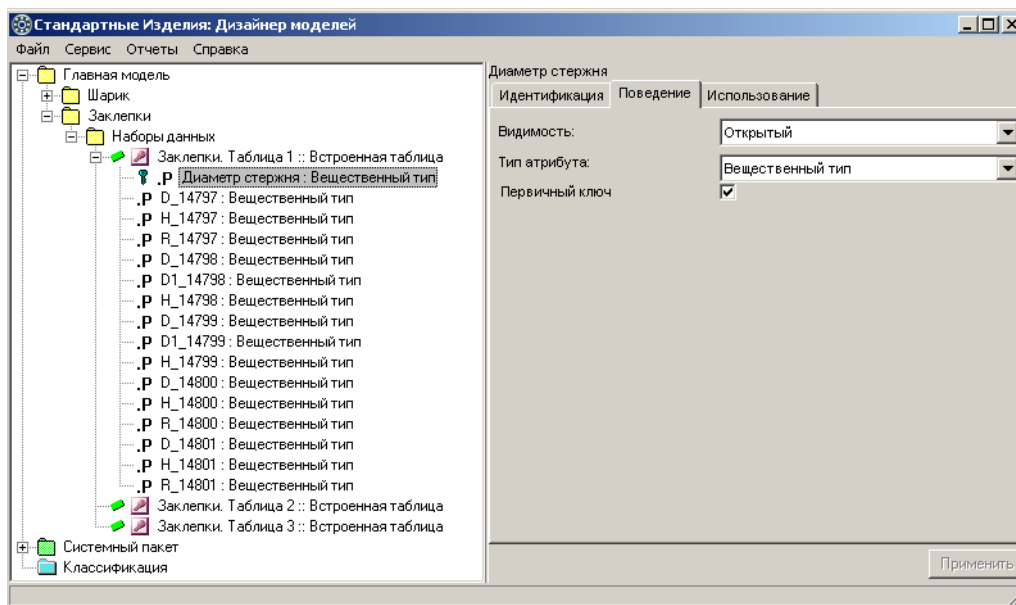 Стандартные Изделия: Дизайнер моделей
Файл Сервис Отчеты Справка
Главная модель
Шарик
Заклепки
Наборы данных
Заклепки. Таблица 1 :: Встроенная таблица
.P Диаметр стержня : Вещественный тип
.P D_14797 : Вещественный тип
.P H_14797 : Вещественный тип
.P R_14797 : Вещественный тип
.P D_14798 : Вещественный тип
.P D1_14798 : Вещественный тип
.P H_14798 : Вещественный тип
.P D_14799 : Вещественный тип
.P D1_14799 : Вещественный тип
.P H_14799 : Вещественный тип
.P D_14800 : Вещественный тип
.P H_14800 : Вещественный тип
.P R_14800 : Вещественный тип
.P D_14801 : Вещественный тип
.P H_14801 : Вещественный тип
.P R_14801 : Вещественный тип
Заклепки. Таблица 2 :: Встроенная таблица
Заклепки. Таблица 3 :: Встроенная таблица
Системный пакет
Классификация
Диаметр стержня
Идентификация Поведение Использование
Видимость: Открытый
Тип атрибута: Вещественный тип
Первичный ключ
Применить